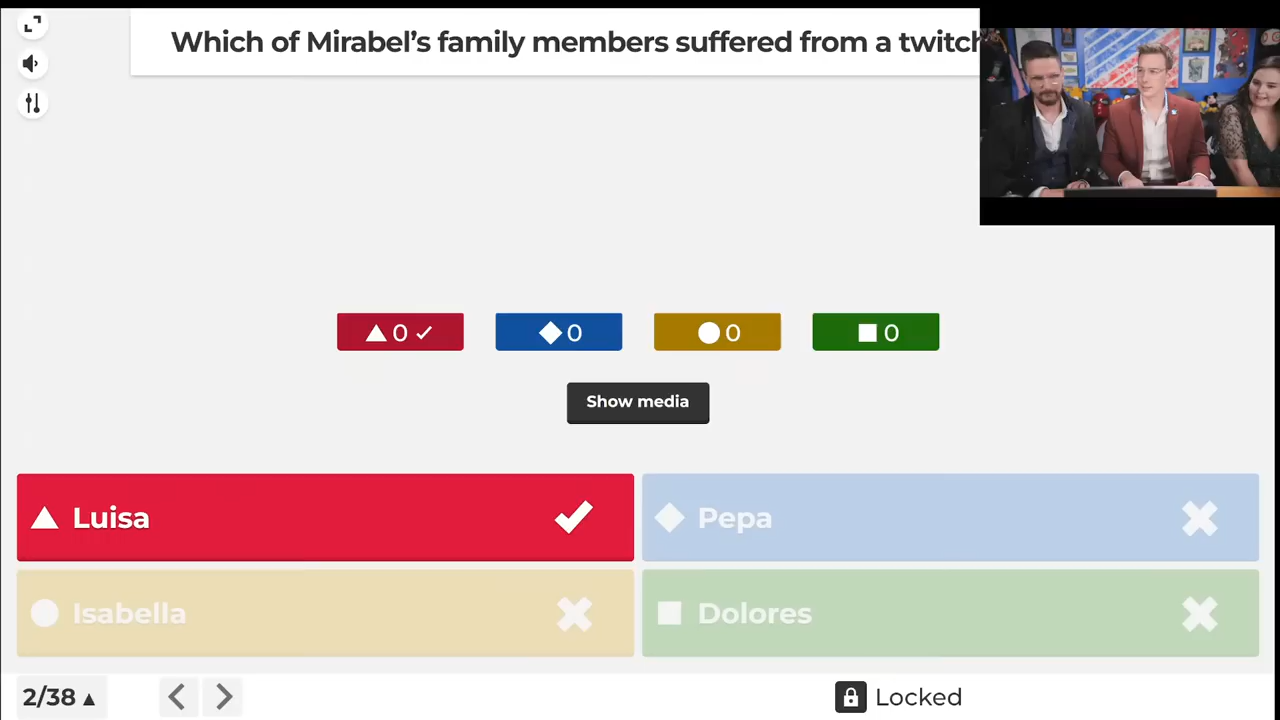 Which of Mirabel's family members suffered from a twitch
0
0
0
0
Show media
Luisa
Pepa
Isabella
Dolores
2/38
Locked